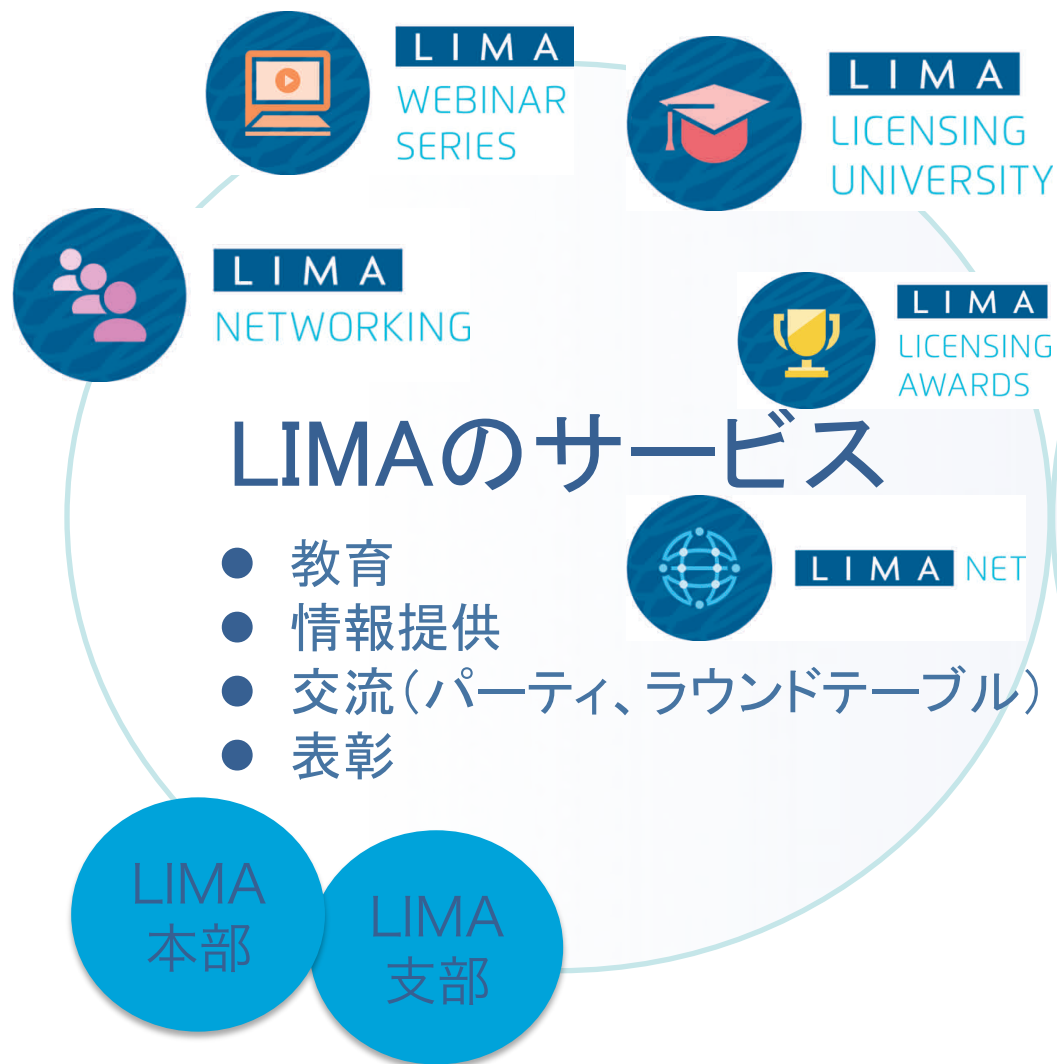 LIMA
WEBINAR
SERIES
LIMA
LICENSING
UNIVERSITY
LIMA
NETWORKING
LIMA
LICENSING
AWARDS
LIMAのサービス
● 教育
● 情報提供
● 交流（パーティ、ラウンドテーブル）
● 表彰
LIMA NET
LIMA
本部
LIMA
支部